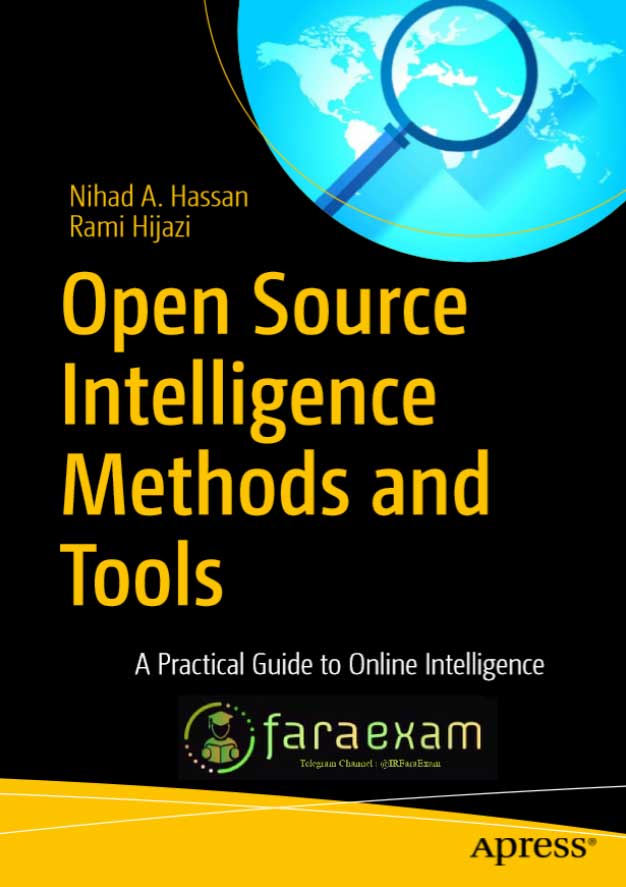 Nihad A. Hassan
Rami Hijazi
Open Source
Intelligence
Methods and
Tools
A Practical Guide to Online Intelligence
faraexam
Telegram Channel : @IRFaraExam
Apress®